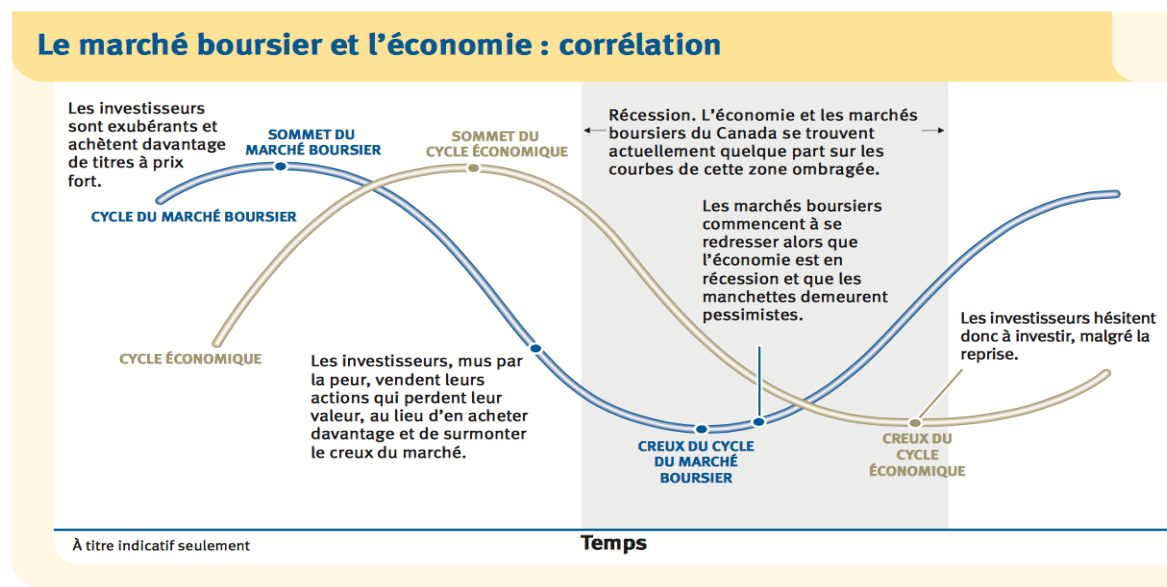 Le marché boursier et l’économie : corrélation
Les investisseurs
sont exubérants et
achètent davantage
de titres à prix
fort.
SOMMET DU
MARCHÉ BOURSIER
CYCLE DU MARCHÉ BOURSIER
SOMMET DU
CYCLE ÉCONOMIQUE
Récession. L’économie et les marchés
boursiers du Canada se trouvent
actuellement quelque part sur les
courbes de cette zone ombragée.
Les marchés boursiers
commencent à se
redresser alors que
l’économie est en
récession et que les
manchettes demeurent
pessimistes.
Les investisseurs hésitent
donc à investir, malgré la
reprise.
CYCLE ÉCONOMIQUE
Les investisseurs, mus par
la peur, vendent leurs
actions qui perdent leur
valeur, au lieu d’en acheter
davantage et de surmonter
le creux du marché.
CREUX DU CYCLE
DU MARCHÉ
BOURSIER
CREUX DU
CYCLE
ÉCONOMIQUE
À titre indicatif seulement
Temps